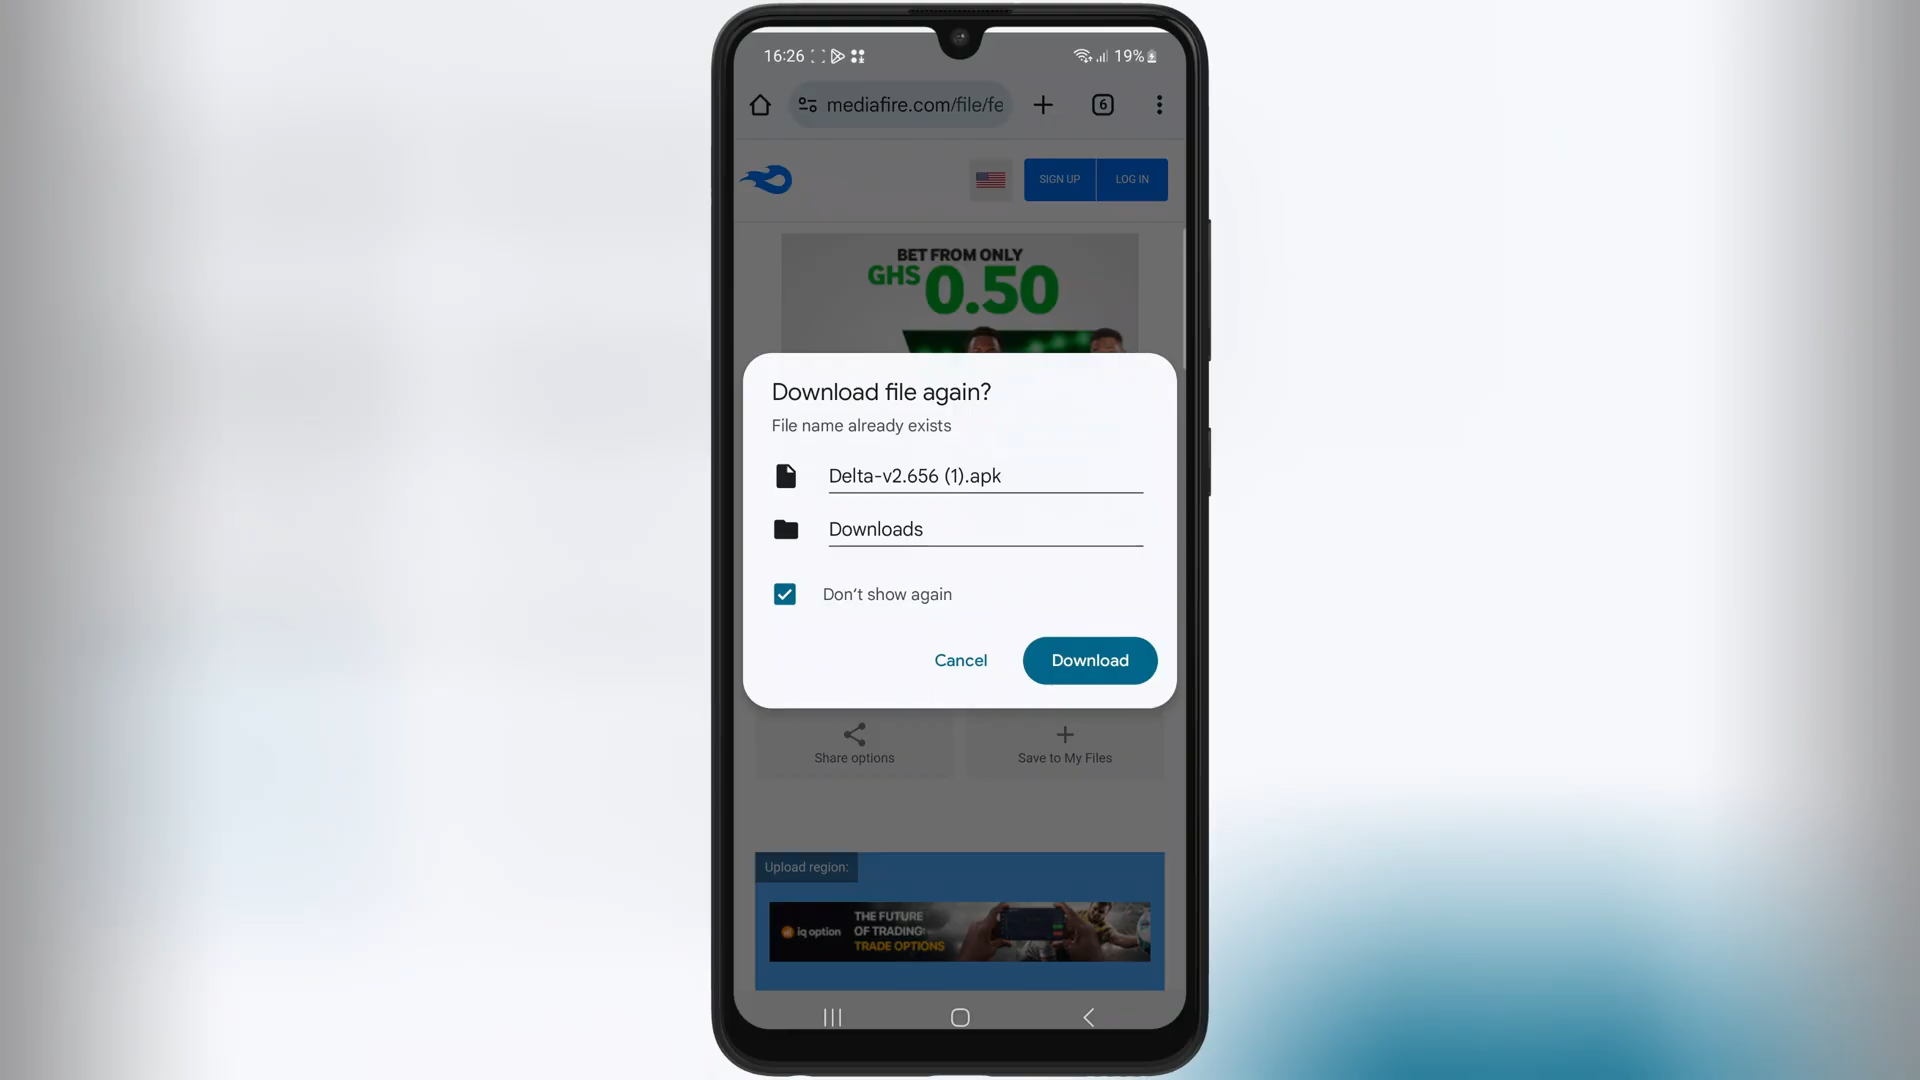 16:26
19%
6
mediafire.com/file/fe
SIGN UP
LOG IN
BET FROM ONLY
GHS 0.50
Download file again?
File name already exists
Delta-v2.656 (1).apk
Downloads
Don't show again
Cancel
Download
Share options
Save to My Files
Upload region:
iq option
THE FUTURE
OF TRADING:
TRADE OPTIONS